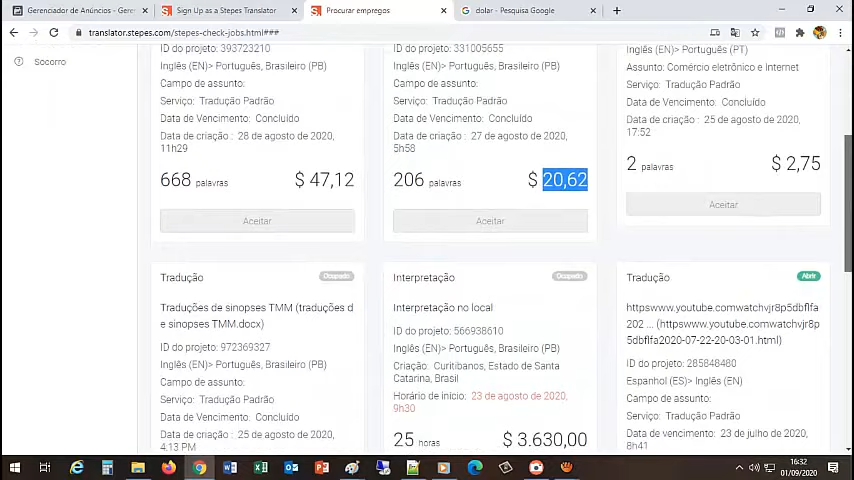 Gerenciador de Anúncios - Geren
Sign Up as a Stepes Translator
Procurar empregos
dolar - Pesquisa Google
translator.stepes.com/stepes-check-jobs.html###
Socorro
ID do projeto: 393723210
Inglês (EN)> Português, Brasileiro (PB)
Campo de assunto:
Serviço: Tradução Padrão
Data de Vencimento: Concluído
Data de criação : 28 de agosto de 2020,
11h29
668 palavras
$ 47,12
Aceitar
ID do projeto: 331005655
Inglês (EN)> Português, Brasileiro (PB)
Campo de assunto:
Serviço: Tradução Padrão
Data de Vencimento: Concluído
Data de criação : 27 de agosto de 2020,
5h58
206 palavras
$ 20,62
Aceitar
Inglês (EN)> Português (PT)
Assunto: Comércio eletrônico e Internet
Serviço: Tradução Padrão
Data de Vencimento: Concluído
Data de criação : 25 de agosto de 2020,
17:52
2 palavras
$ 2,75
Aceitar
Tradução
Ocupado
Traduções de sinopses TMM (traduções d
e sinopses TMM.docx)
ID do projeto: 972369327
Inglês (EN)> Português, Brasileiro (PB)
Campo de assunto:
Serviço: Tradução Padrão
Data de Vencimento: Concluído
Data de criação : 25 de agosto de 2020,
4:13 PM
Interpretação
Ocupado
Interpretação no local
ID do projeto: 566938610
Inglês (EN)> Português, Brasileiro (PB)
Criação: Curitibanos, Estado de Santa
Catarina, Brasil
Horário de início: 23 de agosto de 2020,
9h30
25 horas
$ 3.630,00
Tradução
Abrir
httpswww.youtube.comwatchvjr8p5dbflfa
202 ... (httpswww.youtube.comwatchvjr8p
5dbflfa2020-07-22-20-03-01.html)
ID do projeto: 285848480
Espanhol (ES)> Inglês (EN)
Campo de assunto:
Serviço: Tradução Padrão
Data de vencimento: 23 de julho de 2020,
8h41
16:32
01/09/2020